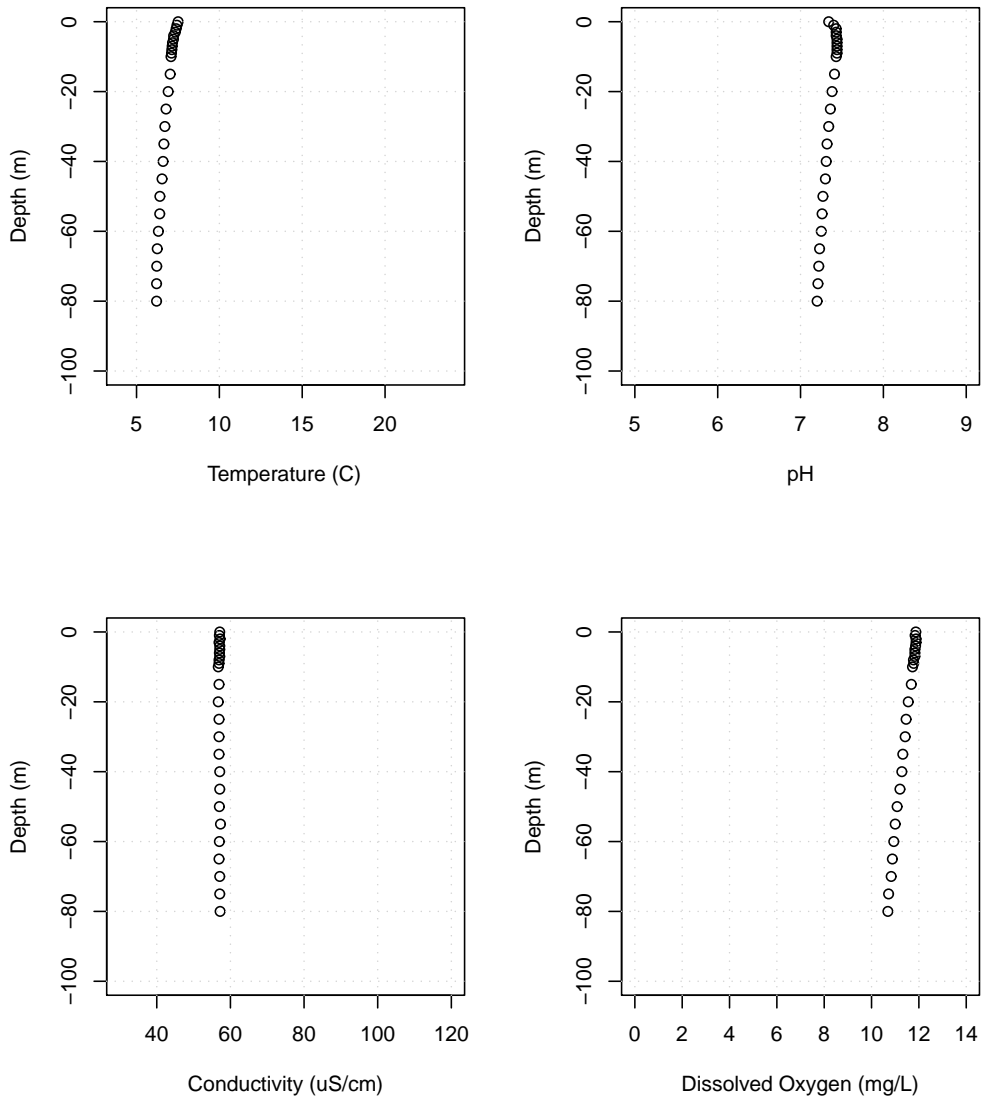 0
−20
−40
−60
−80
−100
Depth (m)
5 10 15 20
Temperature (C)
0
−20
−40
−60
−80
−100
Depth (m)
5 6 7 8 9
pH
0
−20
−40
−60
−80
−100
Depth (m)
40 60 80 100 120
Conductivity (uS/cm)
0
−20
−40
−60
−80
−100
Depth (m)
0 2 4 6 8 10 12 14
Dissolved Oxygen (mg/L)